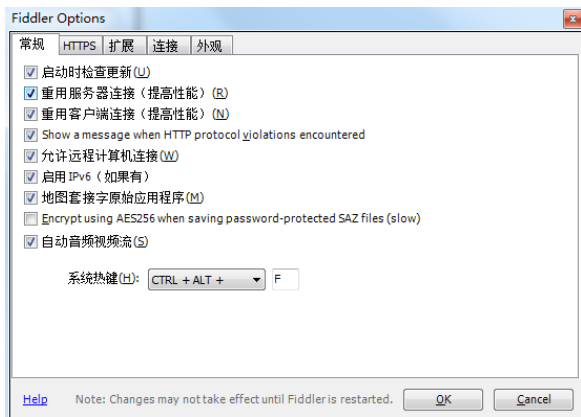 Fiddler Options
常规 HTTPS 扩展 连接 外观
启动时检查更新(U)
重用服务器连接（提高性能）(R)
重用客户端连接（提高性能）(N)
Show a message when HTTP protocol violations encountered
允许远程计算机连接(W)
启用IPv6（如果有）
地图套接字原始应用程序(M)
Encrypt using AES256 when saving password-protected SAZ files (slow)
自动音频视频流(S)
系统热键(H): CTRL + ALT + F
Help Note: Changes may not take effect until Fiddler is restarted. OK Cancel